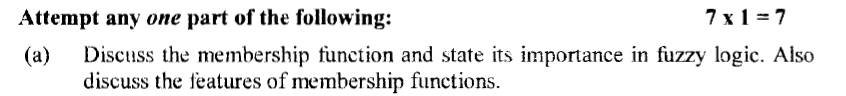 Attempt any one part of the following: 7 x 1 = 7
(a) Discuss the membership function and state its importance in fuzzy logic. Also
discuss the features of membership functions.